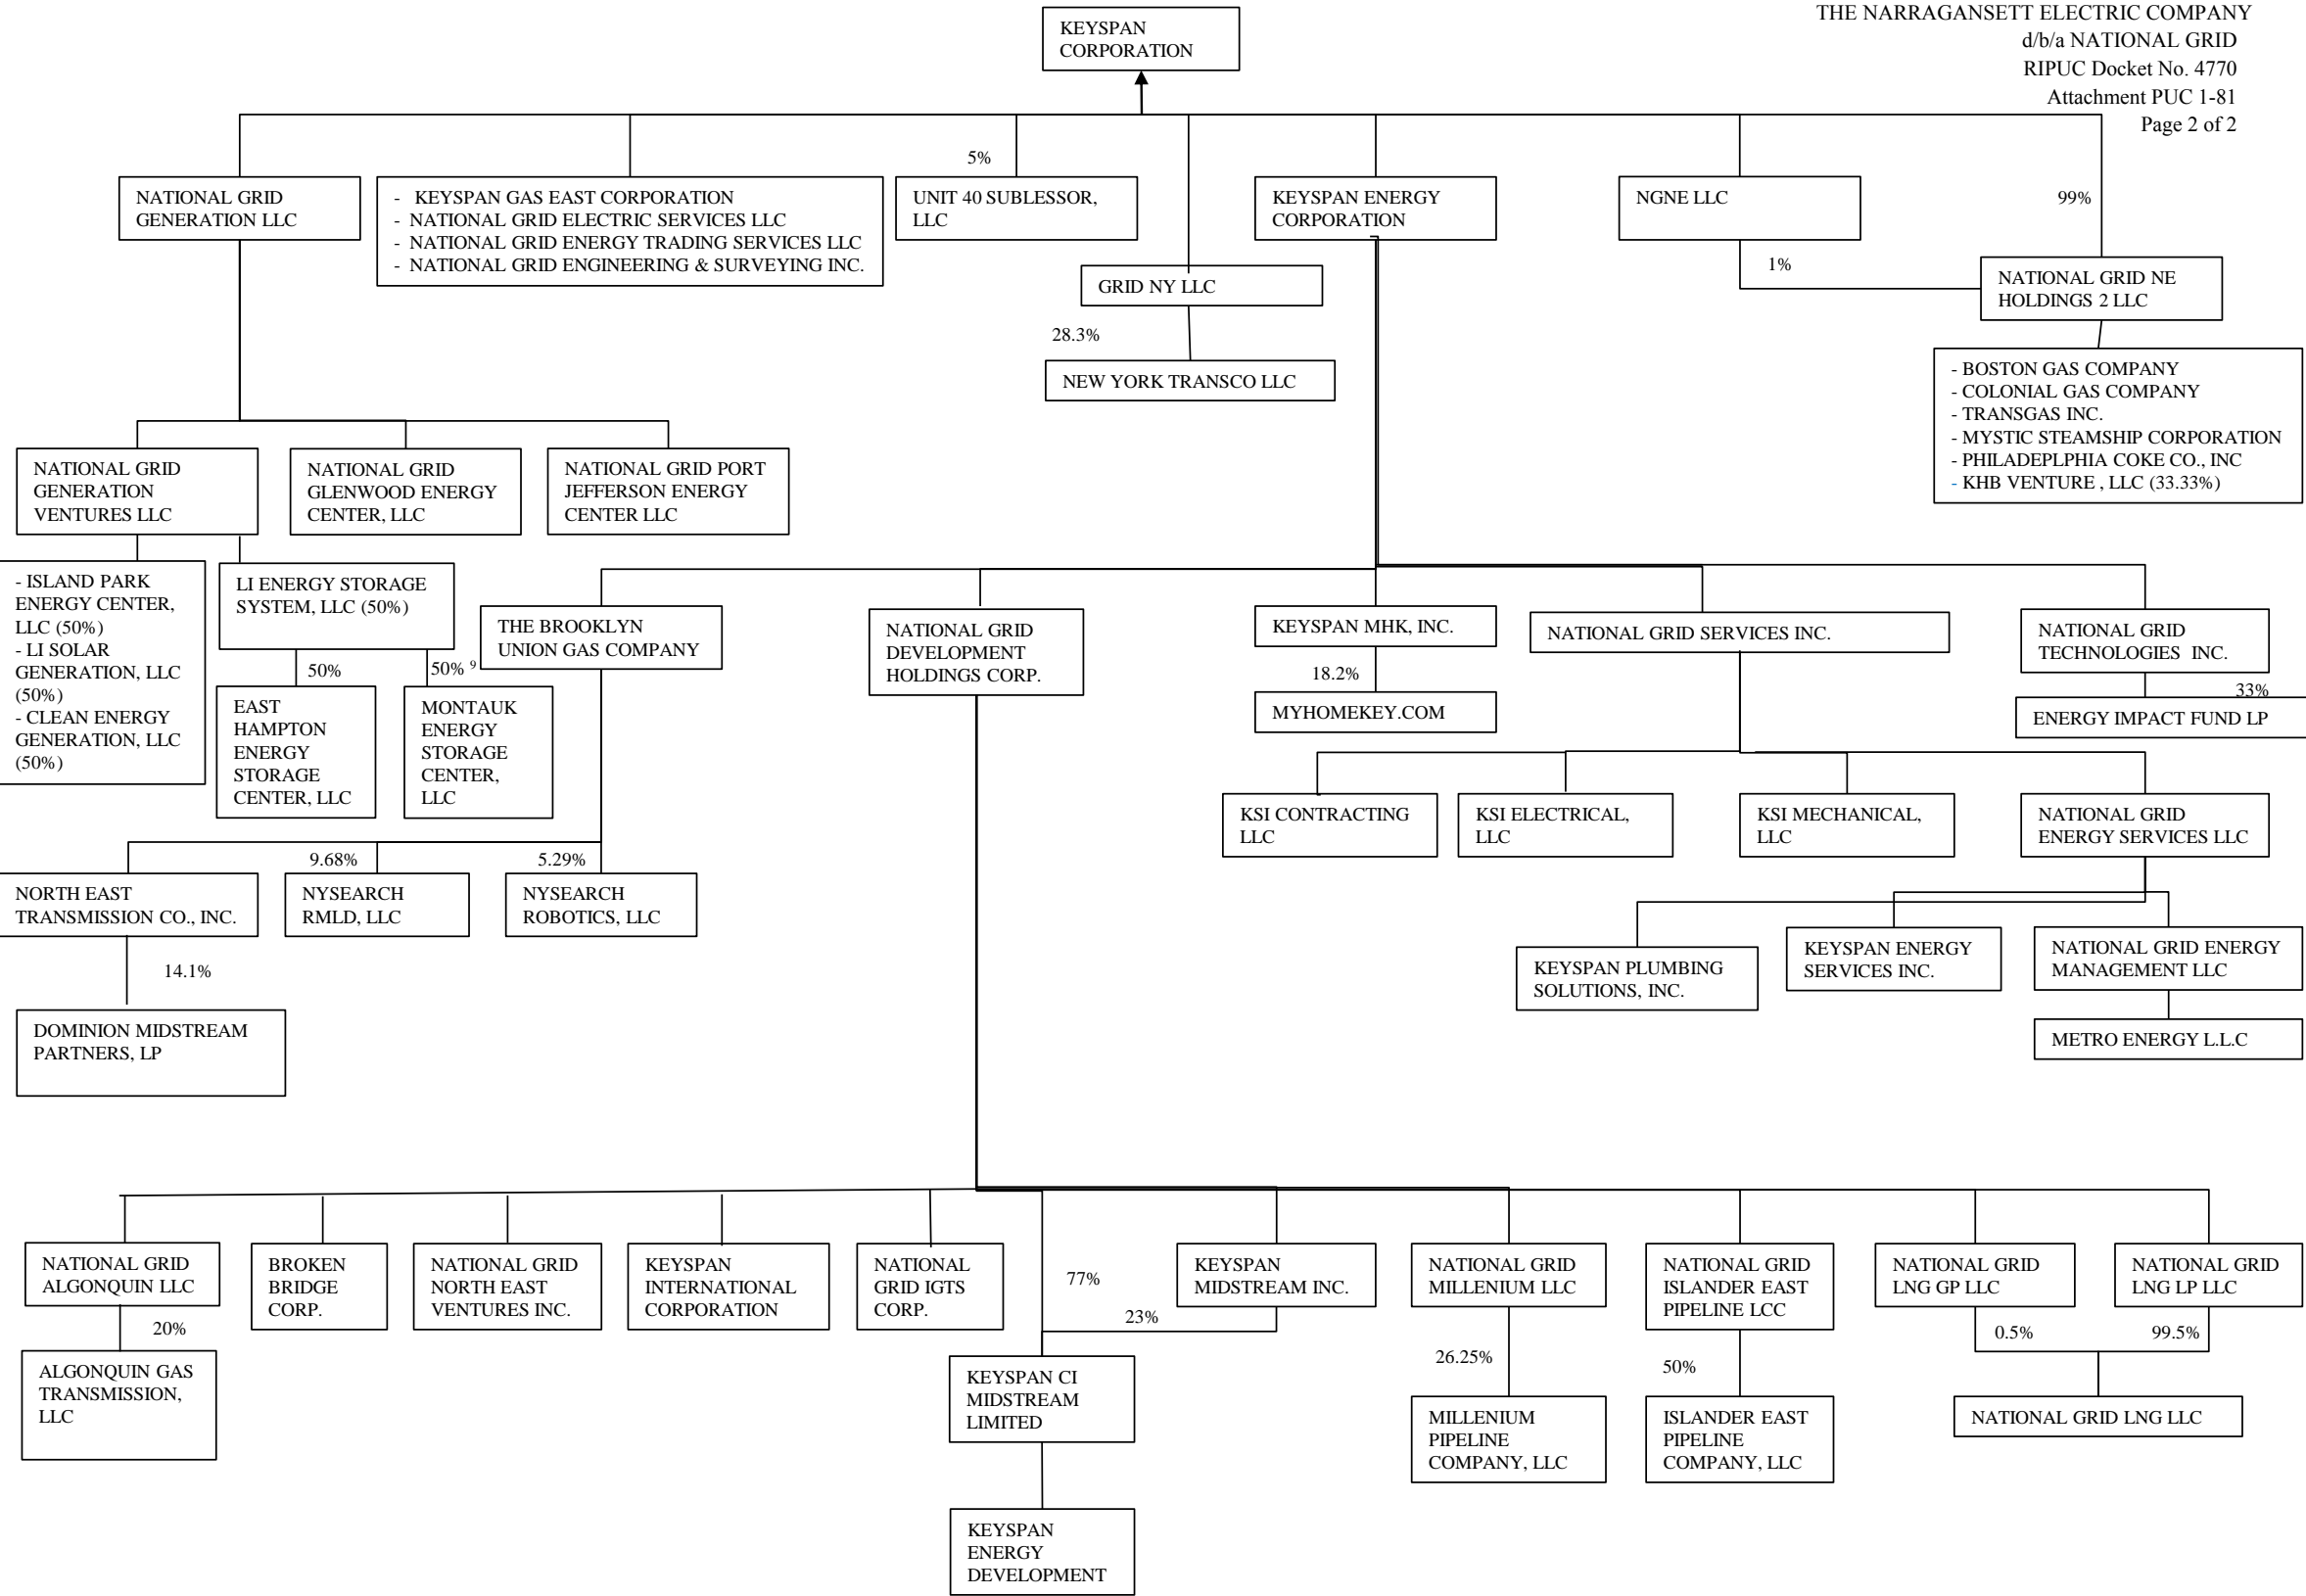 THE NARRAGANSETT ELECTRIC COMPANY
d/b/a NATIONAL GRID
RIPUC Docket No. 4770
Attachment PUC 1-81
Page 2 of 2
KEYSPAN
CORPORATION
NATIONAL GRID
GENERATION LLC
- KEYSPAN GAS EAST CORPORATION
- NATIONAL GRID ELECTRIC SERVICES LLC
- NATIONAL GRID ENERGY TRADING SERVICES LLC
- NATIONAL GRID ENGINEERING & SURVEYING INC.
5%
UNIT 40 SUBLESSOR,
LLC
KEYSPAN ENERGY
CORPORATION
NGNE LLC
99%
1%
GRID NY LLC
28.3%
NEW YORK TRANSCO LLC
NATIONAL GRID NE
HOLDINGS 2 LLC
- BOSTON GAS COMPANY
- COLONIAL GAS COMPANY
- TRANSGAS INC.
- MYSTIC STEAMSHIP CORPORATION
- PHILADEPLPHIA COKE CO., INC
- KHB VENTURE , LLC (33.33%)
NATIONAL GRID
GENERATION
VENTURES LLC
NATIONAL GRID
GLENWOOD ENERGY
CENTER, LLC
NATIONAL GRID PORT
JEFFERSON ENERGY
CENTER LLC
- ISLAND PARK
ENERGY CENTER,
LLC (50%)
- LI SOLAR
GENERATION, LLC
(50%)
- CLEAN ENERGY
GENERATION, LLC
(50%)
LI ENERGY STORAGE
SYSTEM, LLC (50%)
50%
50% 9
EAST
HAMPTON
ENERGY
STORAGE
CENTER, LLC
MONTAUK
ENERGY
STORAGE
CENTER,
LLC
THE BROOKLYN
UNION GAS COMPANY
NATIONAL GRID
DEVELOPMENT
HOLDINGS CORP.
KEYSPAN MHK, INC.
18.2%
MYHOMEKEY.COM
NATIONAL GRID SERVICES INC.
NATIONAL GRID
TECHNOLOGIES INC.
33%
ENERGY IMPACT FUND LP
KSI CONTRACTING
LLC
KSI ELECTRICAL,
LLC
KSI MECHANICAL,
LLC
NATIONAL GRID
ENERGY SERVICES LLC
9.68%
5.29%
NORTH EAST
TRANSMISSION CO., INC.
NYSEARCH
RMLD, LLC
NYSEARCH
ROBOTICS, LLC
14.1%
DOMINION MIDSTREAM
PARTNERS, LP
KEYSPAN PLUMBING
SOLUTIONS, INC.
KEYSPAN ENERGY
SERVICES INC.
NATIONAL GRID ENERGY
MANAGEMENT LLC
METRO ENERGY L.L.C
NATIONAL GRID
ALGONQUIN LLC
BROKEN
BRIDGE
CORP.
NATIONAL GRID
NORTH EAST
VENTURES INC.
KEYSPAN
INTERNATIONAL
CORPORATION
NATIONAL
GRID IGTS
CORP.
77%
23%
KEYSPAN
MIDSTREAM INC.
NATIONAL GRID
MILLENIUM LLC
NATIONAL GRID
ISLANDER EAST
PIPELINE LCC
NATIONAL GRID
LNG GP LLC
NATIONAL GRID
LNG LP LLC
20%
0.5%
99.5%
26.25%
50%
ALGONQUIN GAS
TRANSMISSION,
LLC
KEYSPAN CI
MIDSTREAM
LIMITED
MILLENIUM
PIPELINE
COMPANY, LLC
ISLANDER EAST
PIPELINE
COMPANY, LLC
NATIONAL GRID LNG LLC
KEYSPAN
ENERGY
DEVELOPMENT